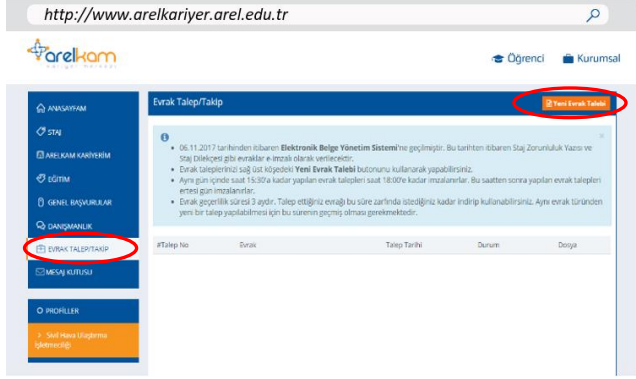 http://www.arelkariyer.arel.edu.tr
arelkam
Öğrenci
Kurumsal
ANASAYFAM
STAJ
ARELKAM KARİYERİM
EĞİTİM
GENEL BAŞVURULAR
DANIŞMANLIK
EVRAK TALEP/TAKİP
MESAJ KUTUSU
PROFİLLER
> Sivil Hava Ulaştırma
İşletmeciliği
Evrak Talep/Takip
Yeni Evrak Talebi
06.11.2017 tarihinden itibaren Elektronik Belge Yönetim Sistemi'ne geçilmiştir. Bu tarihten itibaren Staj Zorunluluk Yazısı ve
Staj Dilekçesi gibi evraklar e-imzalı olarak verilecektir.
Evrak taleplerinizi sağ üst köşedeki Yeni Evrak Talebi butonunu kullanarak yapabilirsiniz.
Aynı gün içinde saat 15:30'a kadar yapılan evrak talepleri saat 18:00'e kadar imzalanırlar. Bu saatten sonra yapılan evrak talepleri
ertesi gün imzalanırlar.
Evrak geçerlilik süresi 3 aydır. Talep ettiğiniz evrağı bu süre zarfında istediğiniz kadar indirip kullanabilirsiniz. Aynı evrak türünden
yeni bir talep yapılabilmesi için bu sürenin geçmiş olması gerekmektedir.
#Talep No Evrak Talep Tarihi Durum Dosya